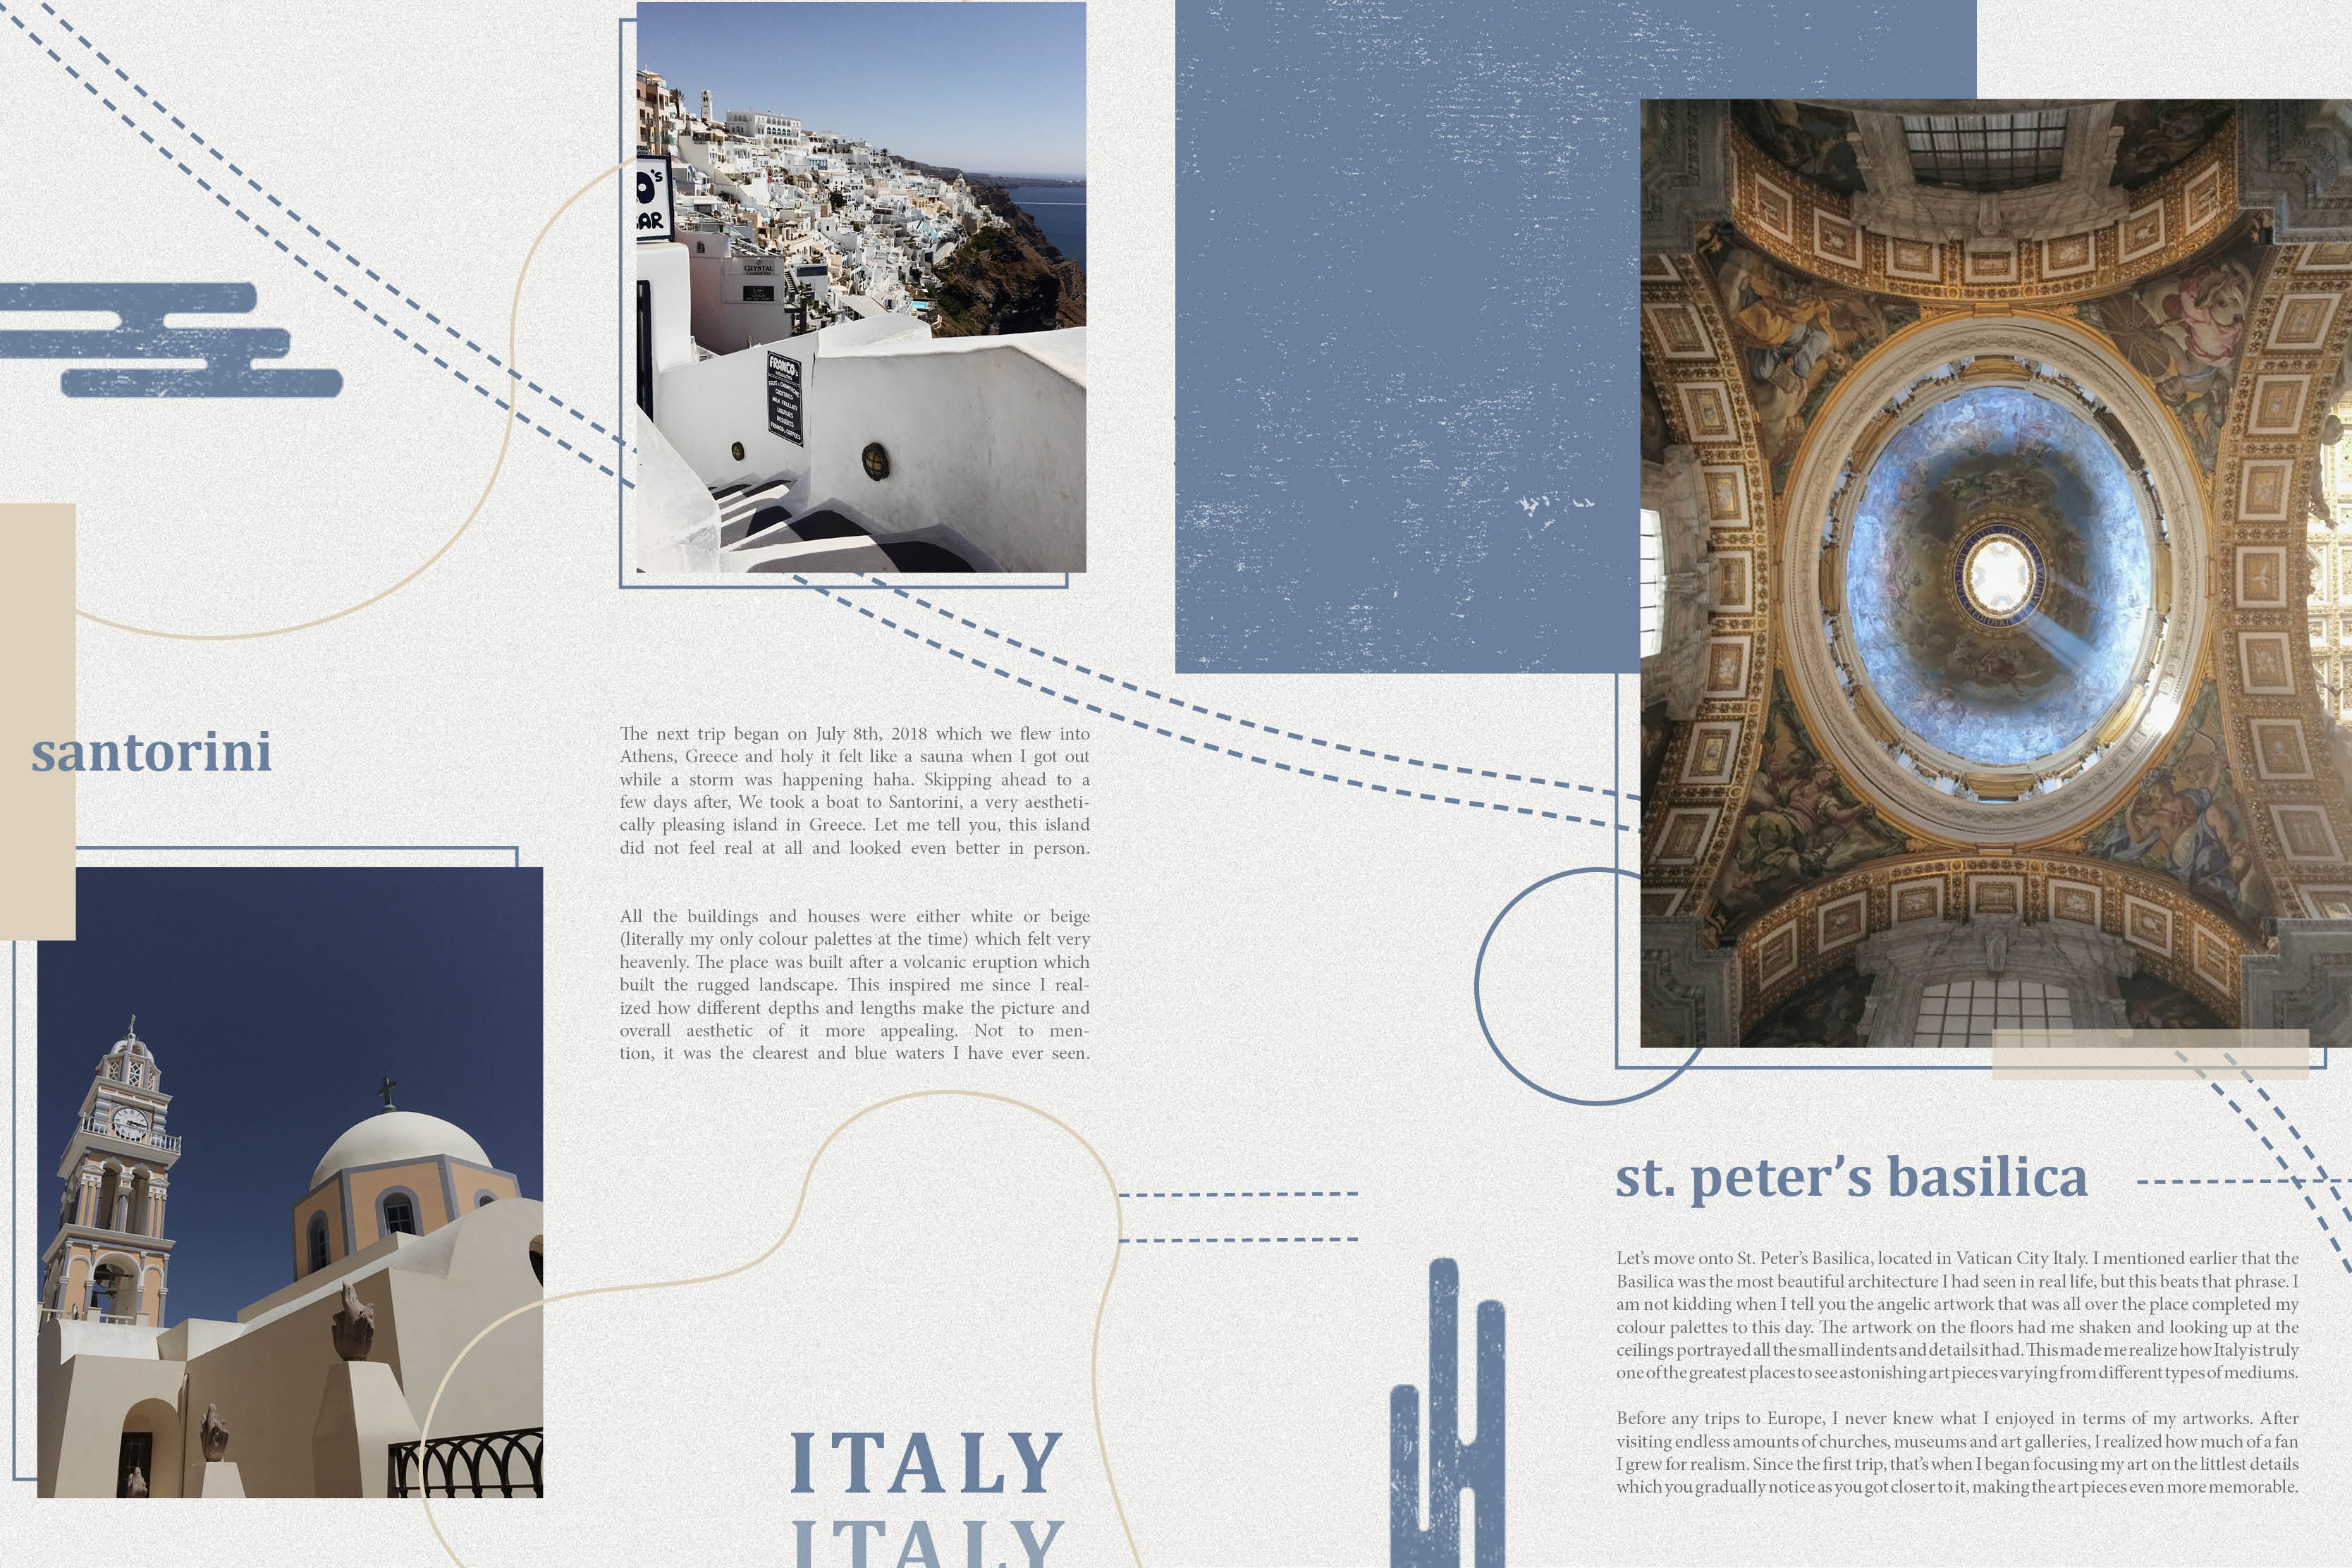 O's
BAR
CRYSTAL
FRANCO's
COCKTAILS
LIQUEURS
DESSERTS
santorini
The next trip began on July 8th, 2018 which we flew into
Athens, Greece and holy it felt like a sauna when I got out
while a storm was happening haha. Skipping ahead to a
few days after, We took a boat to Santorini, a very aestheti-
cally pleasing island in Greece. Let me tell you, this island
did not feel real at all and looked even better in person.
All the buildings and houses were either white or beige
(literally my only colour palettes at the time) which felt very
heavenly. The place was built after a volcanic eruption which
built the rugged landscape. This inspired me since I real-
ized how different depths and lengths make the picture and
overall aesthetic of it more appealing. Not to men-
tion, it was the clearest and blue waters I have ever seen.
ITALY
ITALY
st. peter’s basilica
Let’s move onto St. Peter’s Basilica, located in Vatican City Italy. I mentioned earlier that the
Basilica was the most beautiful architecture I had seen in real life, but this beats that phrase. I
am not kidding when I tell you the angelic artwork that was all over the place completed my
colour palettes to this day. The artwork on the floors had me shaken and looking up at the
ceilings portrayed all the small indents and details it had. This made me realize how Italy is truly
one of the greatest places to see astonishing art pieces varying from different types of mediums.
Before any trips to Europe, I never knew what I enjoyed in terms of my artworks. After
visiting endless amounts of churches, museums and art galleries, I realized how much of a fan
I grew for realism. Since the first trip, that’s when I began focusing my art on the littlest details
which you gradually notice as you got closer to it, making the art pieces even more memorable.